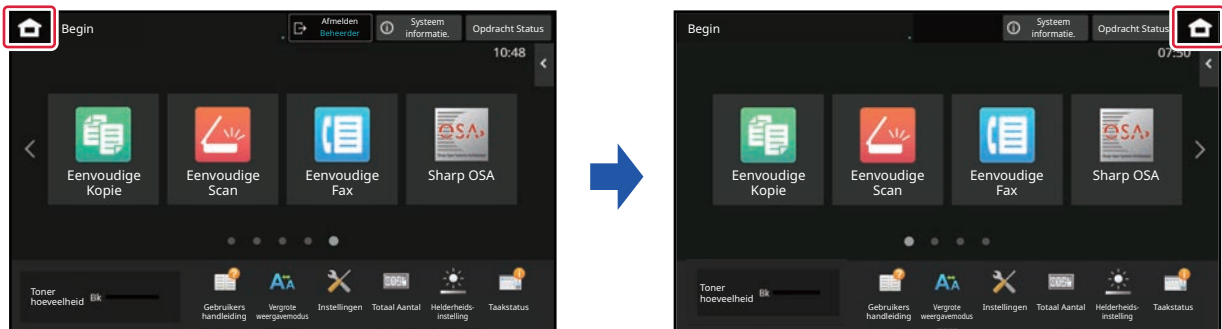 Begin
Afmelden
Beheerder
Systeem
informatie.
Opdracht Status
10:48
Eenvoudige
Kopie
Eenvoudige
Scan
Eenvoudige
Fax
OSA
Sharp OSA
Toner
hoeveelheid
Bk
Gebruikers
handleiding
Vergrote
weergavemodus
Instellingen
Totaal Aantal
Helderheids-
instelling
Taakstatus
Begin
Systeem
informatie.
Opdracht Status
07:30
Eenvoudige
Kopie
Eenvoudige
Scan
Eenvoudige
Fax
OSA
Sharp OSA
Toner
hoeveelheid
Bk
Gebruikers
handleiding
Vergrote
weergavemodus
Instellingen
Totaal Aantal
Helderheids-
instelling
Taakstatus